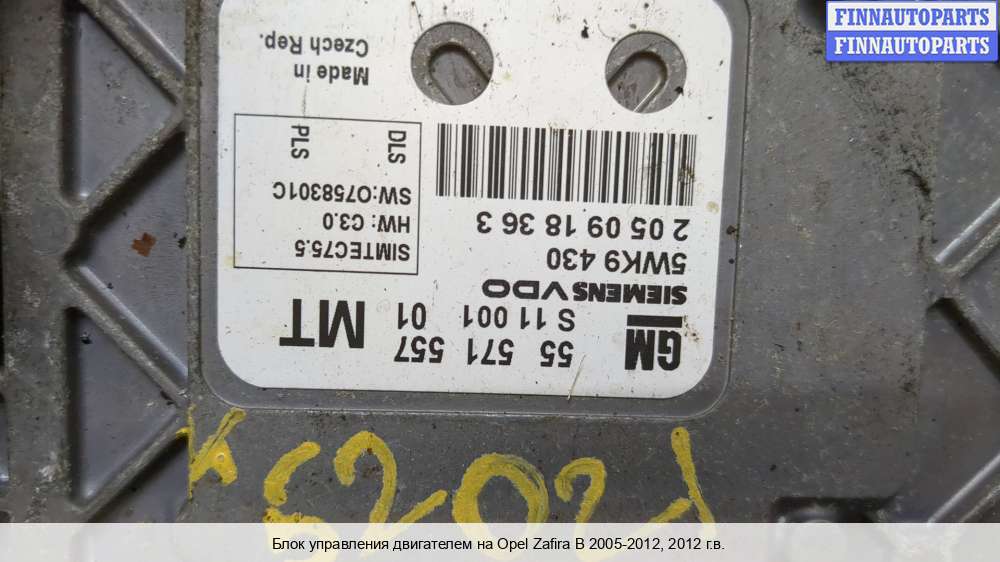 FINNAUTOPARTS
FINNAUTOPARTS
GM
55 571 557
MT
S 11 001 01
SIEMENS VDO
5WK9 430
2 05 09 18 36 3
SIMTEC75.5
HW: C3.0
SW:O758301C
DLS
PLS
Made in
Czech Rep.
Блок управления двигателем на Opel Zafira B 2005-2012, 2012 г.в.